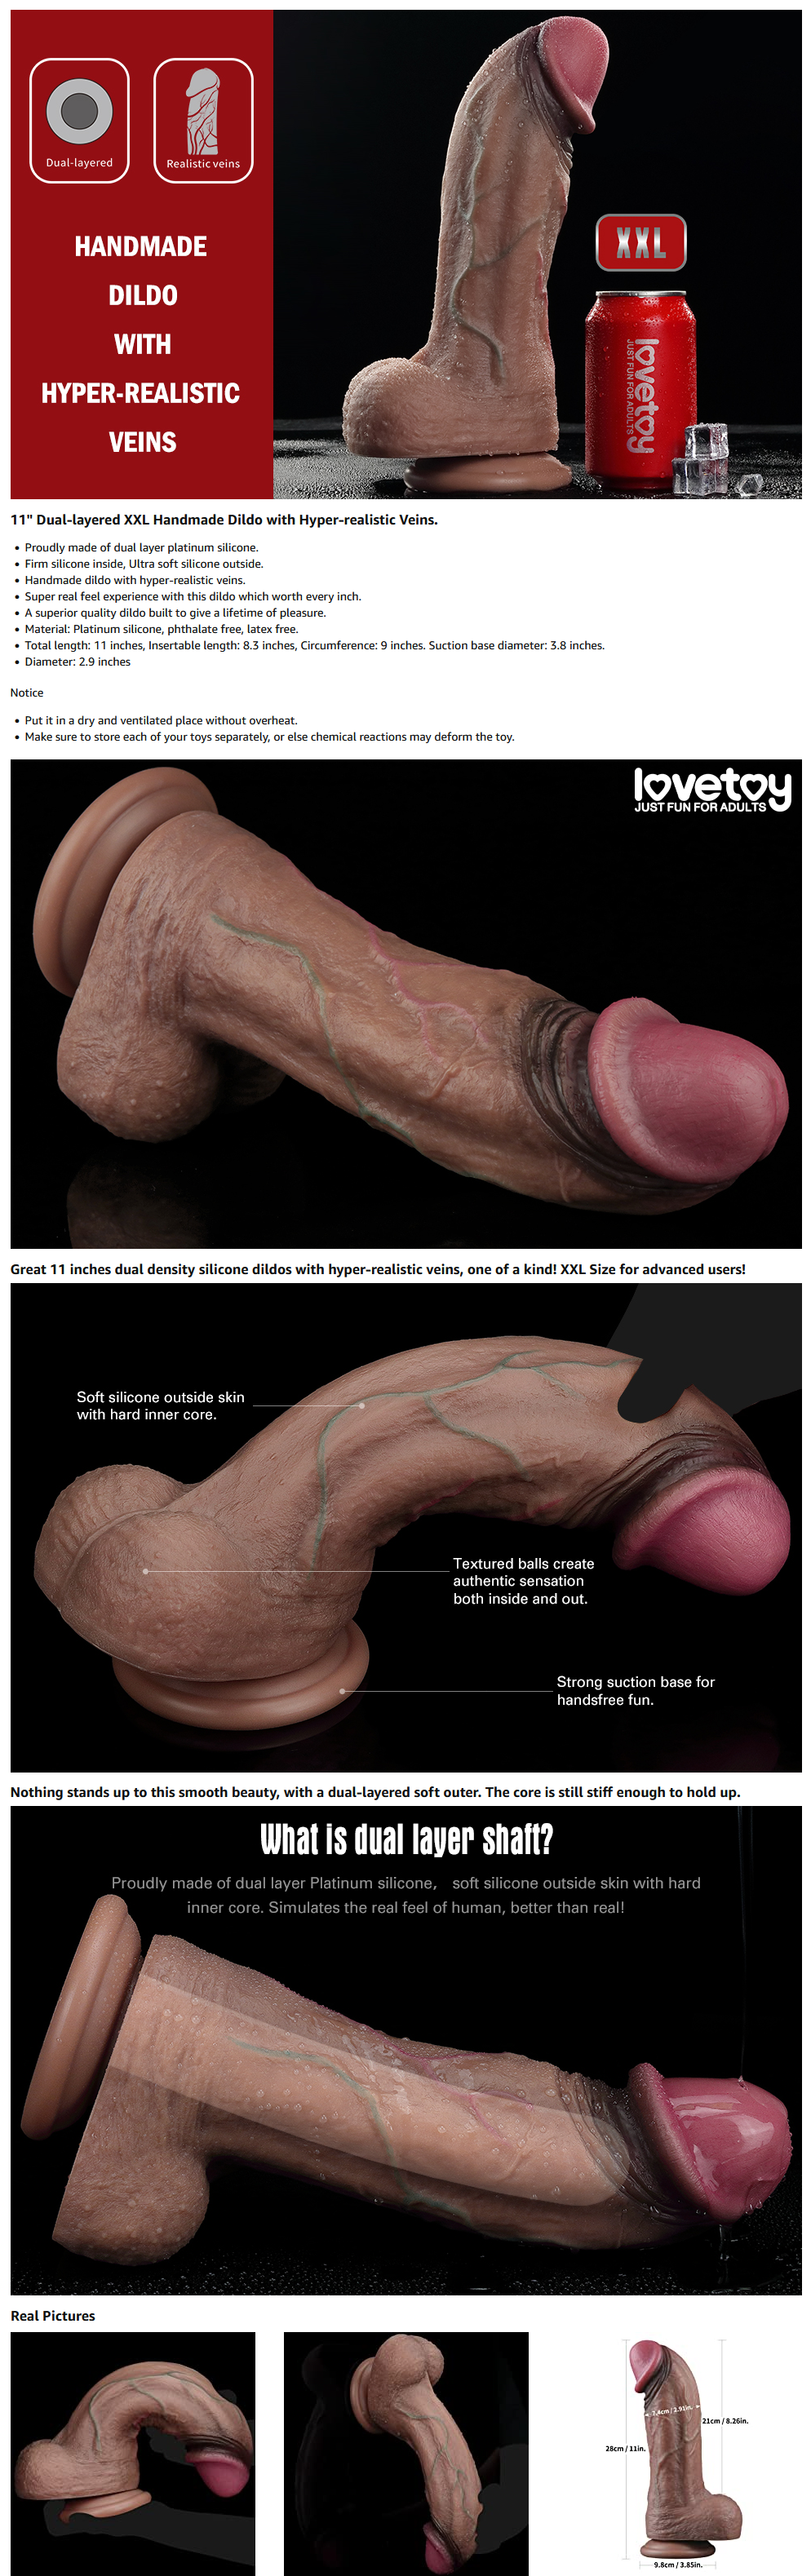 Dual-layered
Realistic veins
HANDMADE
DILDO
WITH
HYPER-REALISTIC
VEINS
XXL
lovetoy
JUST FUN FOR ADULTS
11" Dual-layered XXL Handmade Dildo with Hyper-realistic Veins.
Proudly made of dual layer platinum silicone.
Firm silicone inside, Ultra soft silicone outside.
Handmade dildo with hyper-realistic veins.
Super real feel experience with this dildo which worth every inch.
A superior quality dildo built to give a lifetime of pleasure.
Material: Platinum silicone, phthalate free, latex free.
Total length: 11 inches, Insertable length: 8.3 inches, Circumference: 9 inches. Suction base diameter: 3.8 inches.
Diameter: 2.9 inches
Notice
Put it in a dry and ventilated place without overheat.
Make sure to store each of your toys separately, or else chemical reactions may deform the toy.
lovetoy
JUST FUN FOR ADULTS
Great 11 inches dual density silicone dildos with hyper-realistic veins, one of a kind! XXL Size for advanced users!
Soft silicone outside skin
with hard inner core.
Textured balls create
authentic sensation
both inside and out.
Strong suction base for
handsfree fun.
Nothing stands up to this smooth beauty, with a dual-layered soft outer. The core is still stiff enough to hold up.
What is dual layer shaft?
Proudly made of dual layer Platinum silicone, soft silicone outside skin with hard
inner core. Simulates the real feel of human, better than real!
Real Pictures
7.4cm / 2.91in.
21cm / 8.26in.
28cm / 11in.
9.8cm / 3.85in.